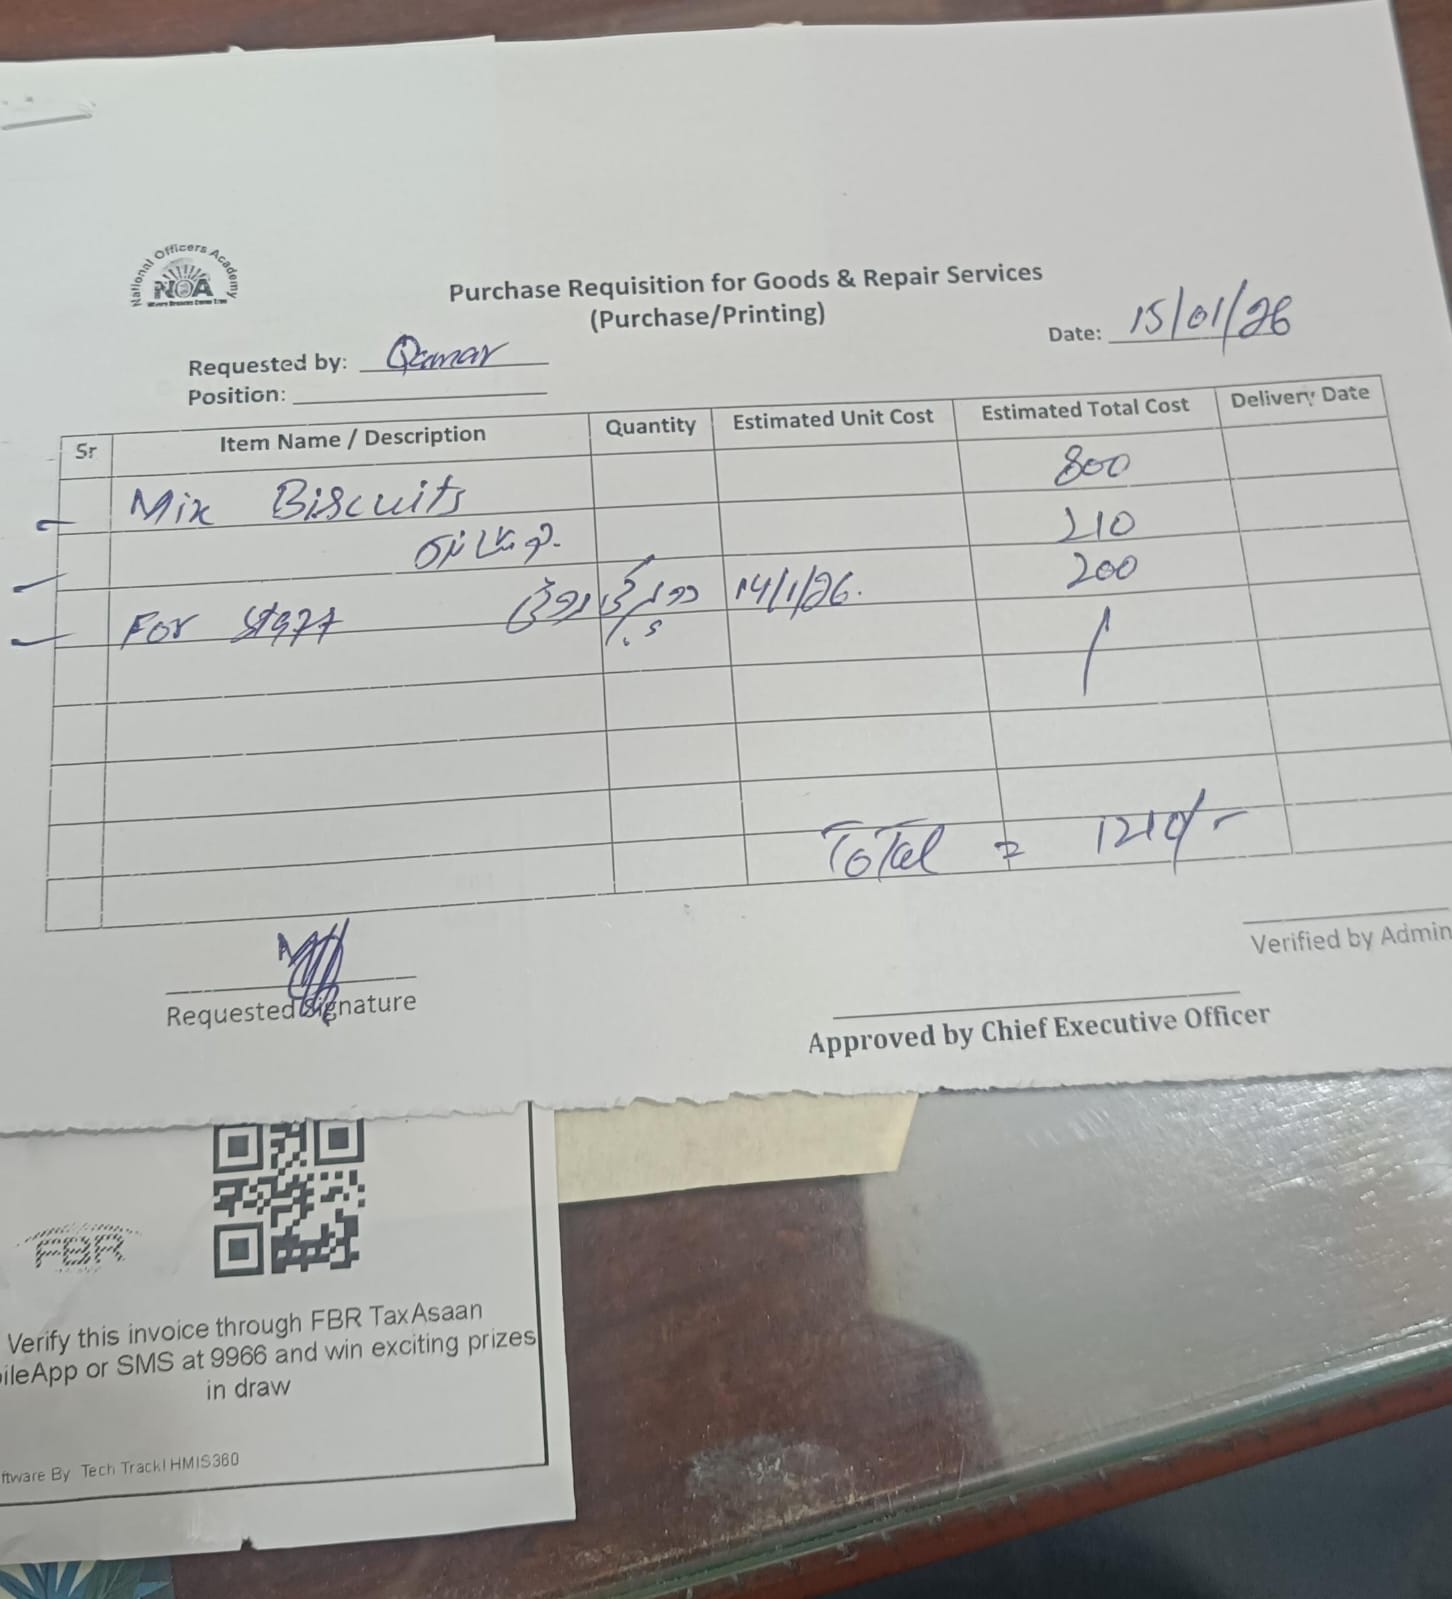 National Officers Academy
NOA
Where Dreams Come True
Purchase Requisition for Goods & Repair Services
(Purchase/Printing)
Date: 15/01/26
Requested by: Qamar
Position:
Sr Item Name / Description Quantity Estimated Unit Cost Estimated Total Cost Delivery Date
Mix Biscuits 800
210
For Staff 14/1/26. 200
Total = 1210/-
Requested Signature
Verified by Admin
Approved by Chief Executive Officer
FBR
Verify this invoice through FBR TaxAsaan
ileApp or SMS at 9966 and win exciting prizes
in draw
ftware By Tech Track| HMIS360